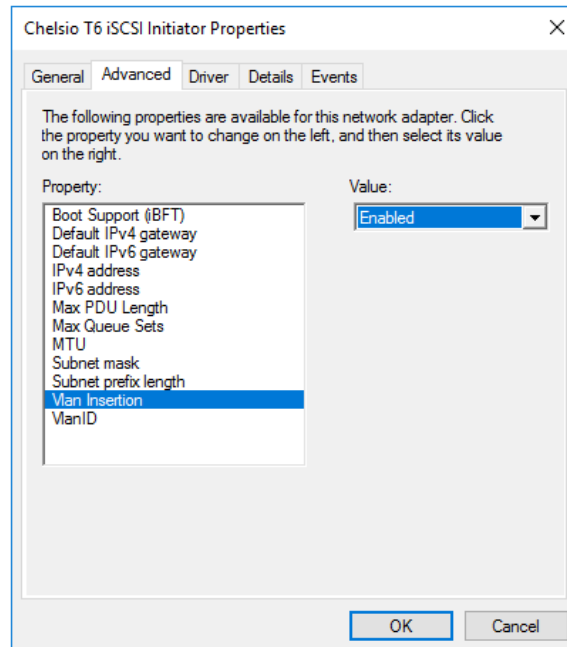 Chelsio T6 iSCSI Initiator Properties
General Advanced Driver Details Events
The following properties are available for this network adapter. Click
the property you want to change on the left, and then select its value
on the right.
Property: Value:
Boot Support (iBFT) Enabled
Default IPv4 gateway
Default IPv6 gateway
IPv4 address
IPv6 address
Max PDU Length
Max Queue Sets
MTU
Subnet mask
Subnet prefix length
Vlan Insertion
VlanID
OK Cancel